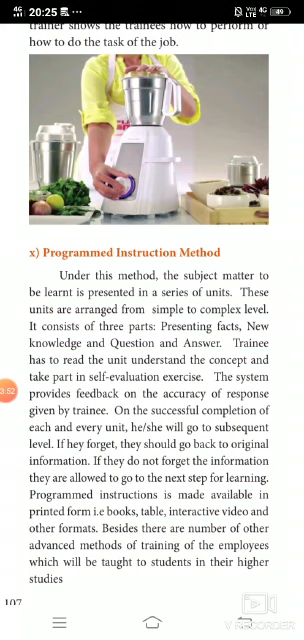 4G 20:25 ... Vo) LTE 4G 49
trainer shows the trainees how to perform or
how to do the task of the job.
x) Programmed Instruction Method
Under this method, the subject matter to
be learnt is presented in a series of units. These
units are arranged from simple to complex level.
It consists of three parts: Presenting facts, New
knowledge and Question and Answer. Trainee
has to read the unit understand the concept and
take part in self-evaluation exercise. The system
3:52
provides feedback on the accuracy of response
given by trainee. On the successful completion of
each and every unit, he/she will go to subsequent
level. If hey forget, they should go back to original
information. If they do not forget the information
they are allowed to go to the next step for learning.
Programmed instructions is made available in
printed form i.e books, table, interactive video and
other formats. Besides there are number of other
advanced methods of training of the employees
which will be taught to students in their higher
studies
107
V RECORDER